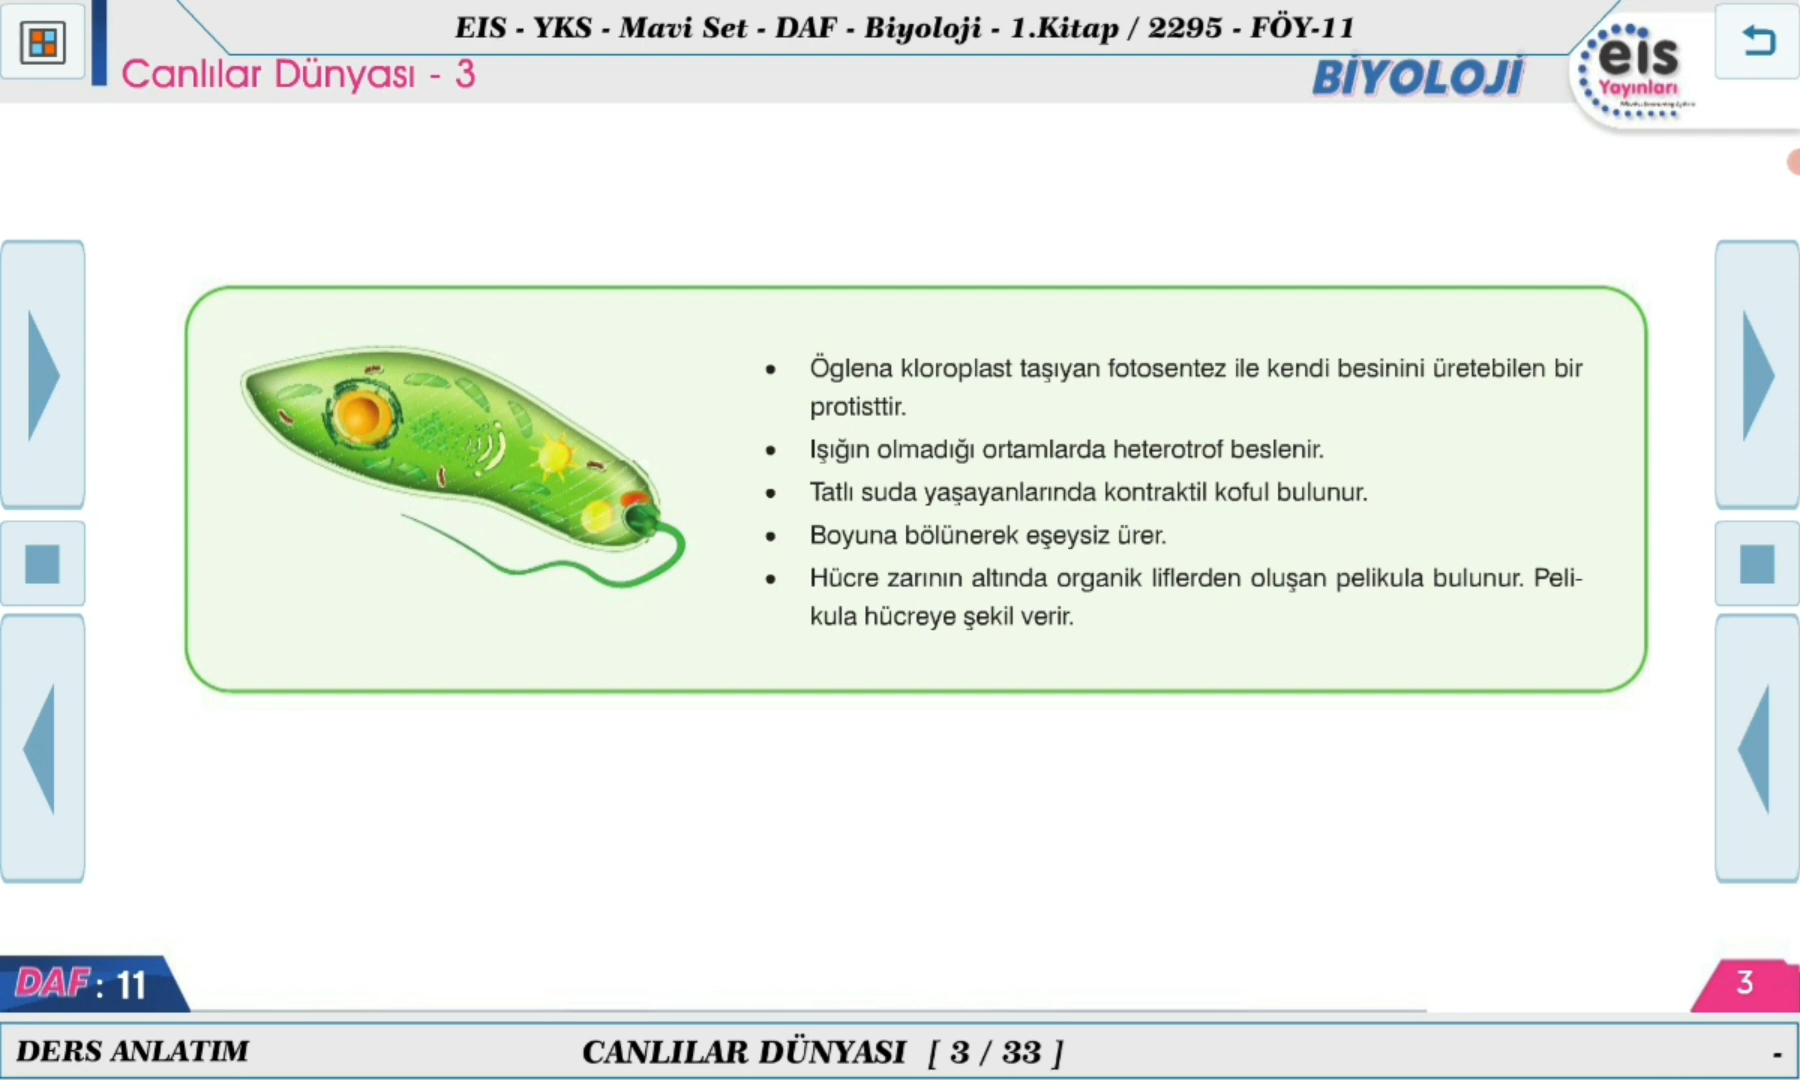 EIS - YKS - Mavi Set - DAF - Biyoloji - 1.Kitap / 2295 - FÖY-11
Canlılar Dünyası - 3
BİYOLOJİ
eis
Yayınları
• Öglena kloroplast taşıyan fotosentez ile kendi besinini üretebilen bir
protisttir.
• Işığın olmadığı ortamlarda heterotrof beslenir.
• Tatlı suda yaşayanlarında kontraktil koful bulunur.
• Boyuna bölünerek eşeysiz ürer.
• Hücre zarının altında organik liflerden oluşan pelikula bulunur. Peli-
kula hücreye şekil verir.
DAF : 11
3
DERS ANLATIM
CANLILAR DÜNYASI [ 3 / 33 ]
-